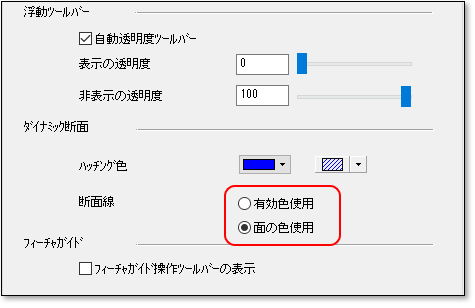 浮動ツールバー
自動透明度ツールバー
表示の透明度 0
非表示の透明度 100
ダイナミック断面
ハッチング色
断面線 有効色使用
面の色使用
フィーチャガイド
フィーチャガイド操作ツールバーの表示